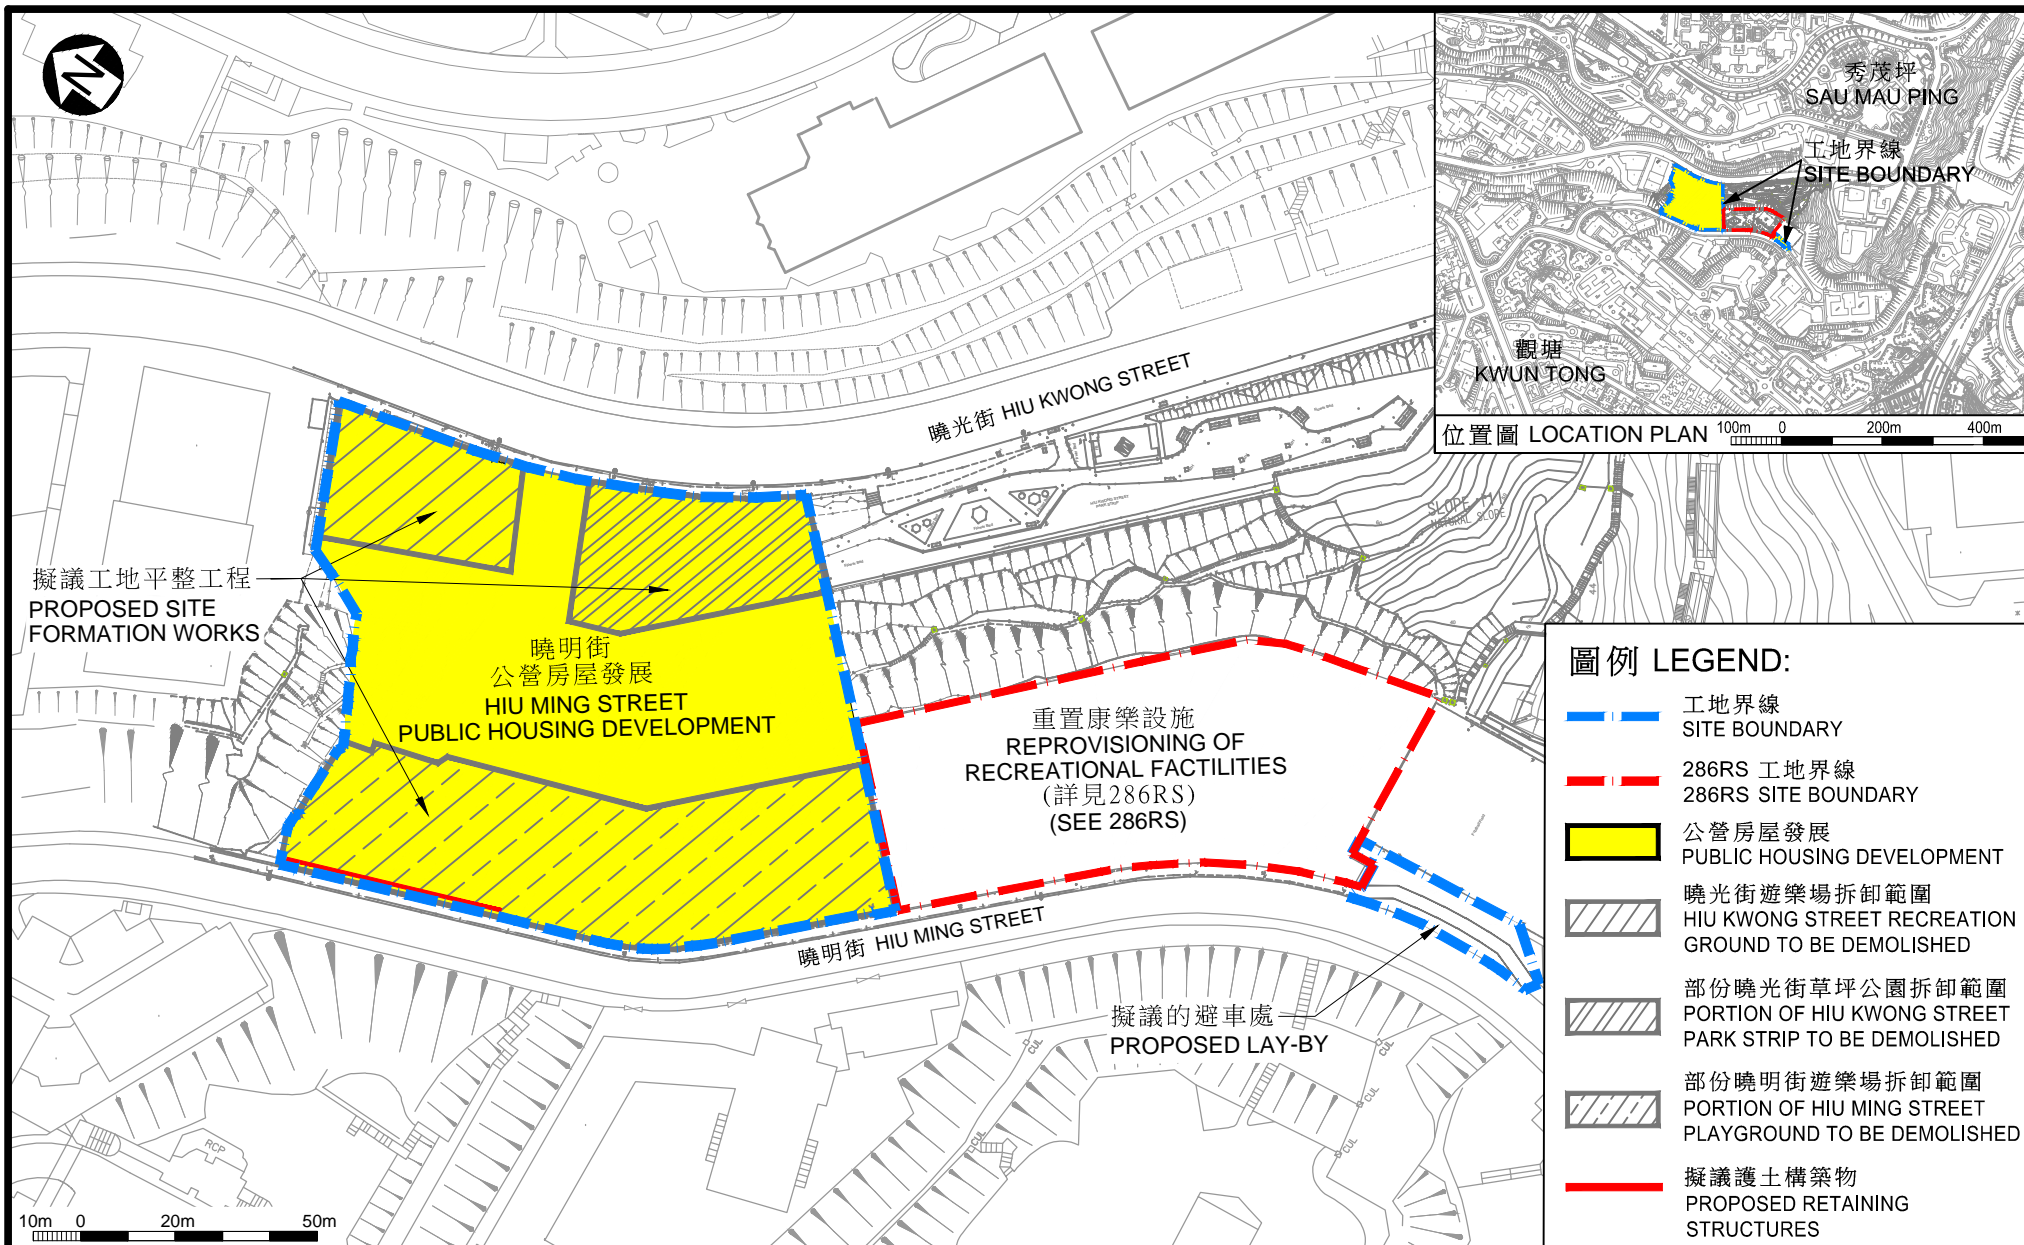 N
秀茂坪
SAU MAU PING
工地界線
SITE BOUNDARY
觀塘
KWUN TONG
位置圖 LOCATION PLAN
100m 0 200m 400m
曉光街 HIU KWONG STREET
SLOPE
NATURAL SLOPE
擬議工地平整工程
PROPOSED SITE
FORMATION WORKS
曉明街
公營房屋發展
HIU MING STREET
PUBLIC HOUSING DEVELOPMENT
重置康樂設施
REPROVISIONING OF
RECREATIONAL FACTILITIES
(詳見286RS)
(SEE 286RS)
曉明街 HIU MING STREET
擬議的避車處
PROPOSED LAY-BY
CUL
CUL
CUL
CUL
CUL
RCP
10m 0 20m 50m
圖例 LEGEND:
工地界線
SITE BOUNDARY
286RS 工地界線
286RS SITE BOUNDARY
公營房屋發展
PUBLIC HOUSING DEVELOPMENT
曉光街遊樂場拆卸範圍
HIU KWONG STREET RECREATION
GROUND TO BE DEMOLISHED
部份曉光街草坪公園拆卸範圍
PORTION OF HIU KWONG STREET
PARK STRIP TO BE DEMOLISHED
部份曉明街遊樂場拆卸範圍
PORTION OF HIU MING STREET
PLAYGROUND TO BE DEMOLISHED
擬議護土構築物
PROPOSED RETAINING
STRUCTURES